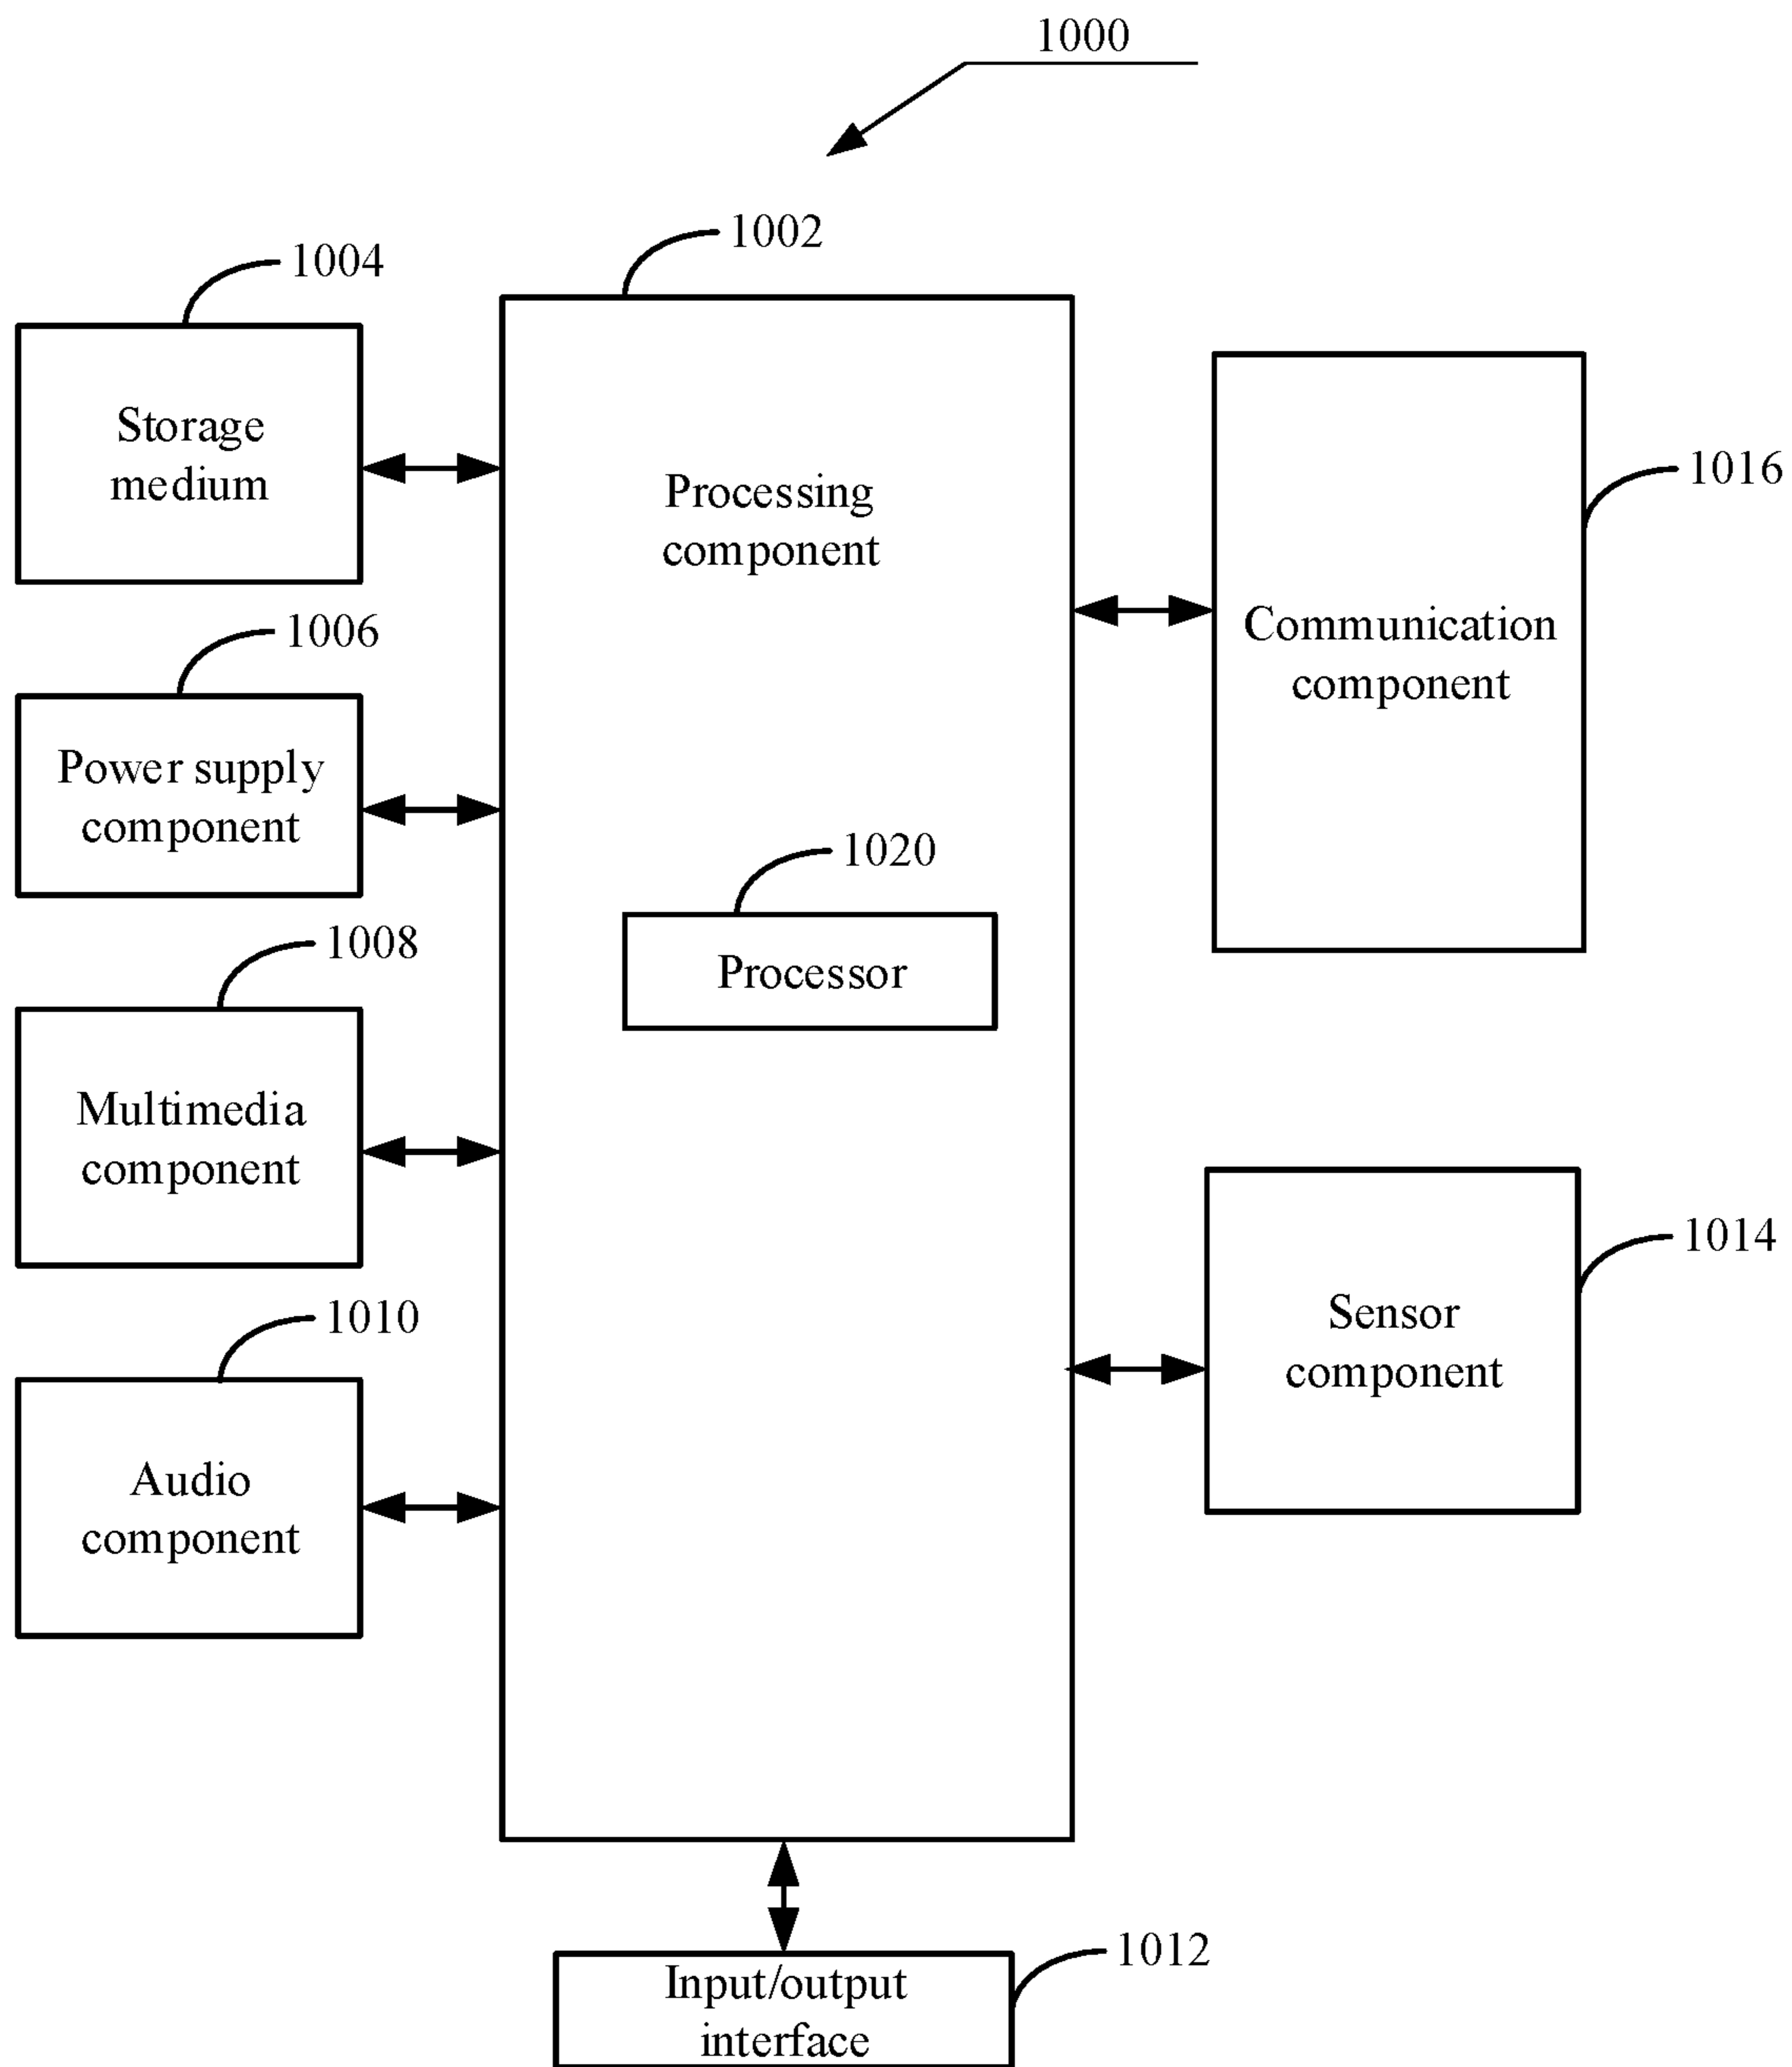 1000
1002
1004
Storage
medium
Processing
component
1016
Communication
component
1006
Power supply
component
1020
Processor
1008
Multimedia
component
1014
Sensor
component
1010
Audio
component
1012
Input/output
interface